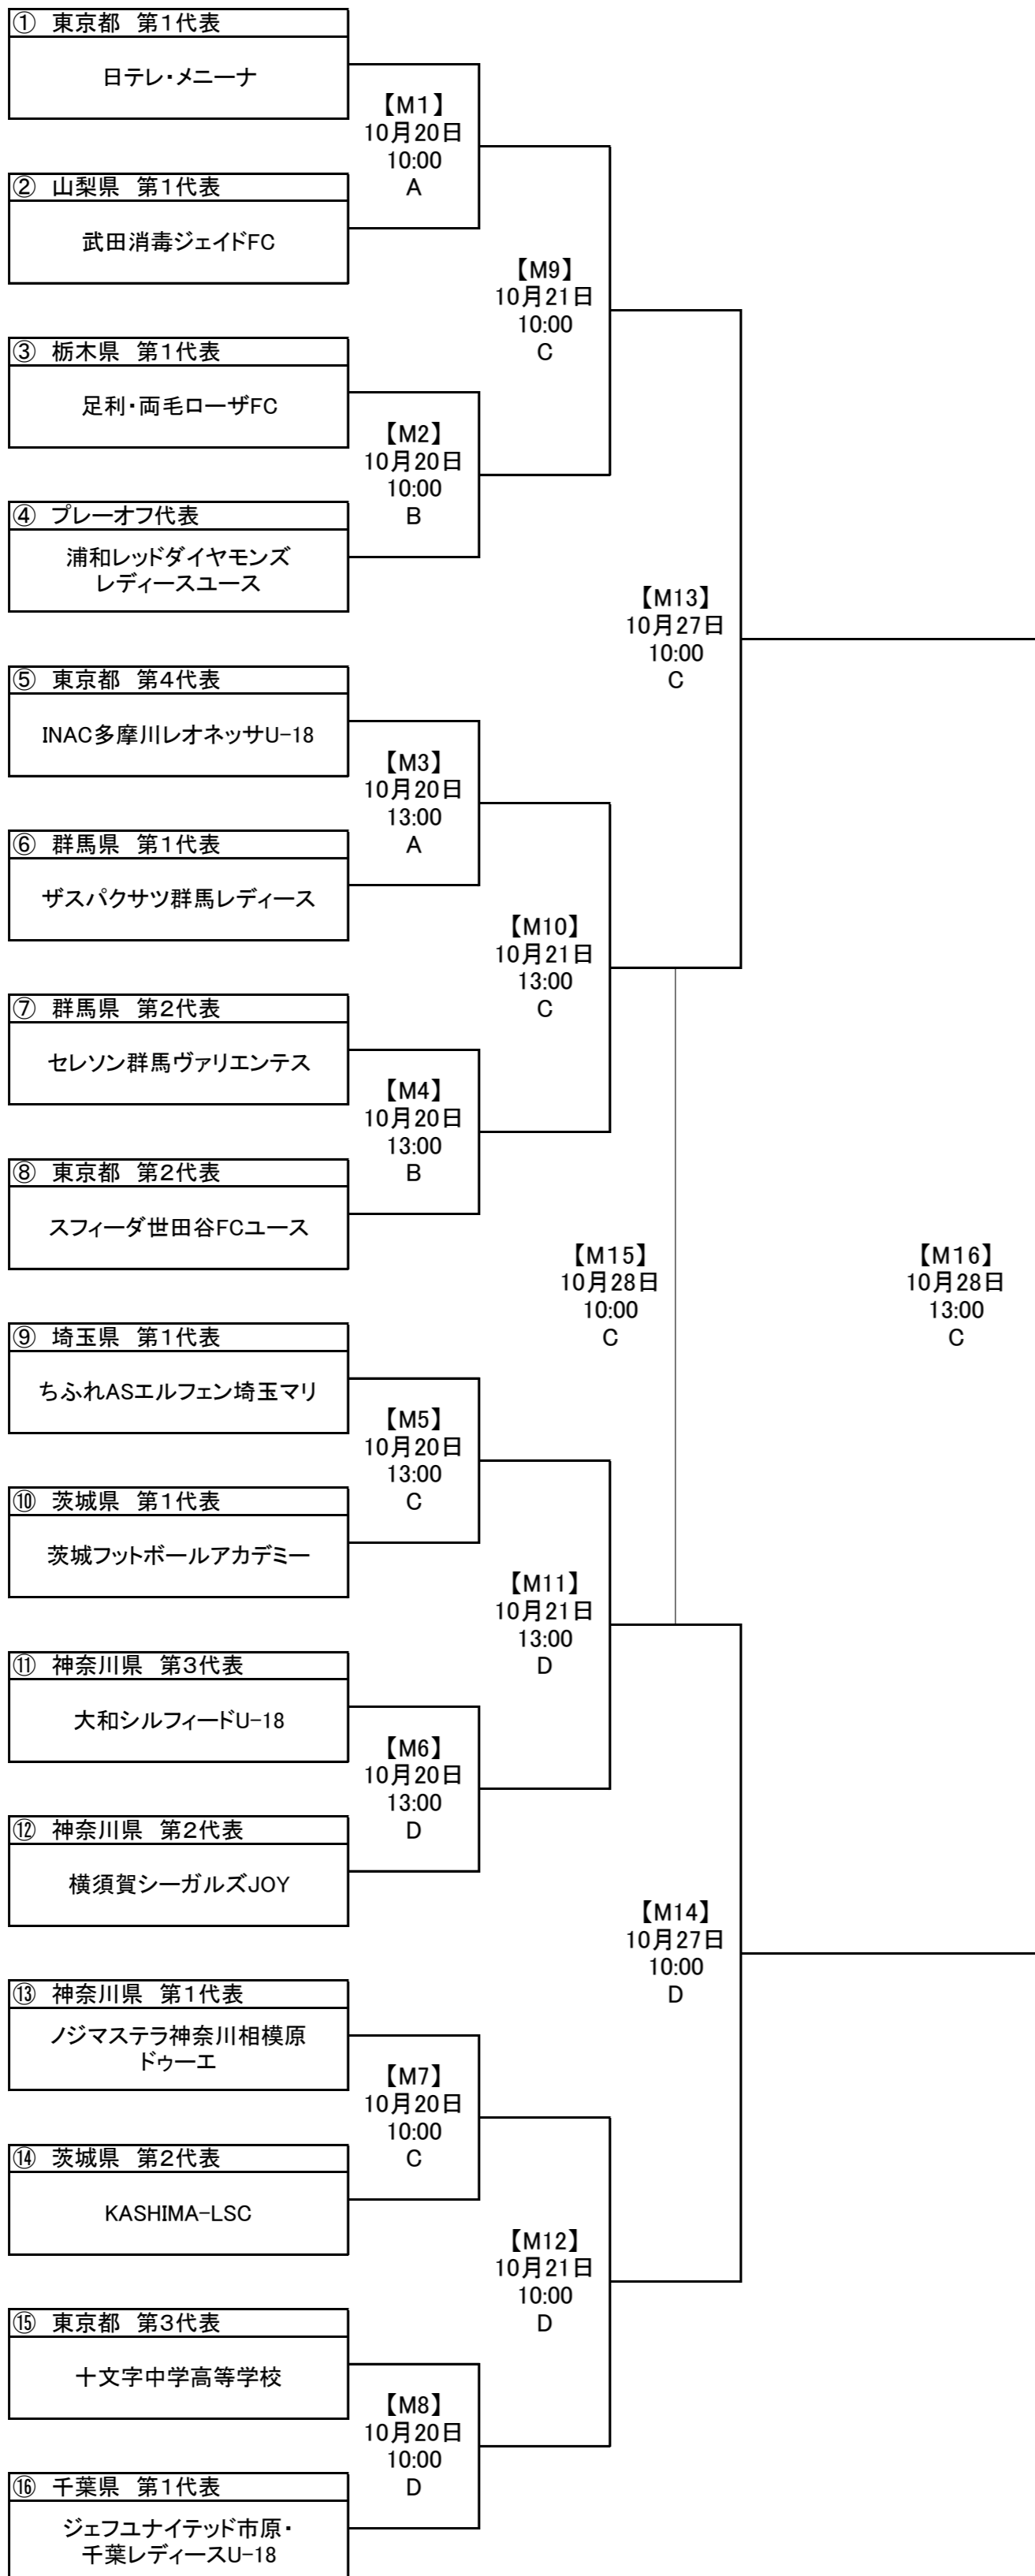 ① 東京都 第１代表
日テレ・メニーナ
【M１】
10月20日
10:00
A
② 山梨県 第１代表
武田消毒ジェイドFC
【M9】
10月21日
10:00
C
③ 栃木県 第１代表
足利・両毛ローザFC
【M2】
10月20日
10:00
B
④ プレーオフ代表
浦和レッドダイヤモンズ
レディースユース
【M13】
10月27日
10:00
C
⑤ 東京都 第４代表
INAC多摩川レオネッサU-18
【M3】
10月20日
13:00
A
⑥ 群馬県 第１代表
ザスパクサツ群馬レディース
【M10】
10月21日
13:00
C
⑦ 群馬県 第２代表
セレソン群馬ヴァリエンテス
【M4】
10月20日
13:00
B
⑧ 東京都 第２代表
スフィーダ世田谷FCユース
【M１５】
10月28日
10:00
C
【M１６】
10月28日
13:00
C
⑨ 埼玉県 第１代表
ちふれASエルフェン埼玉マリ
【M5】
10月20日
13:00
C
⑩ 茨城県 第１代表
茨城フットボールアカデミー
【M11】
10月21日
13:00
D
⑪ 神奈川県 第３代表
大和シルフィードU-18
【M6】
10月20日
13:00
D
⑫ 神奈川県 第２代表
横須賀シーガルズJOY
【M14】
10月27日
10:00
D
⑬ 神奈川県 第１代表
ノジマステラ神奈川相模原
ドゥーエ
【M7】
10月20日
10:00
C
⑭ 茨城県 第２代表
KASHIMA-LSC
【M12】
10月21日
10:00
D
⑮ 東京都 第３代表
十文字中学高等学校
【M8】
10月20日
10:00
D
⑯ 千葉県 第１代表
ジェフユナイテッド市原・
千葉レディースU-18